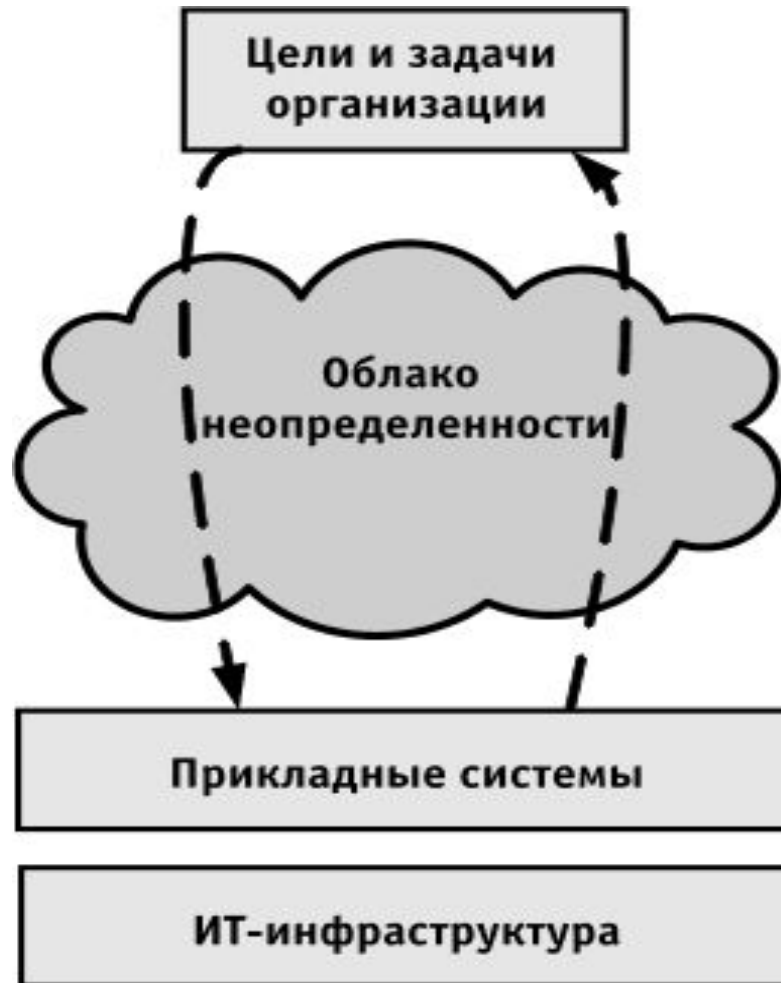 Цели и задачи
организации
Облако
неопределенности
Прикладные системы
ИТ-инфраструктура